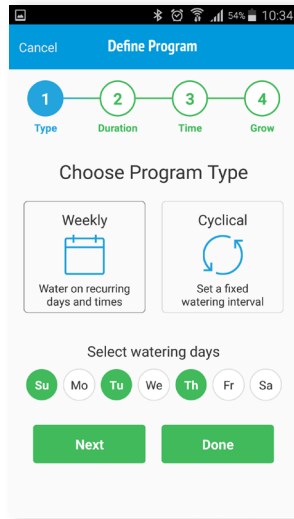 54% 10:34
Cancel Define Program
1 2 3 4
Type Duration Time Grow
Choose Program Type
Weekly
Water on recurring
days and times
Cyclical
Set a fixed
watering interval
Select watering days
Su Mo Tu We Th Fr Sa
Next Done